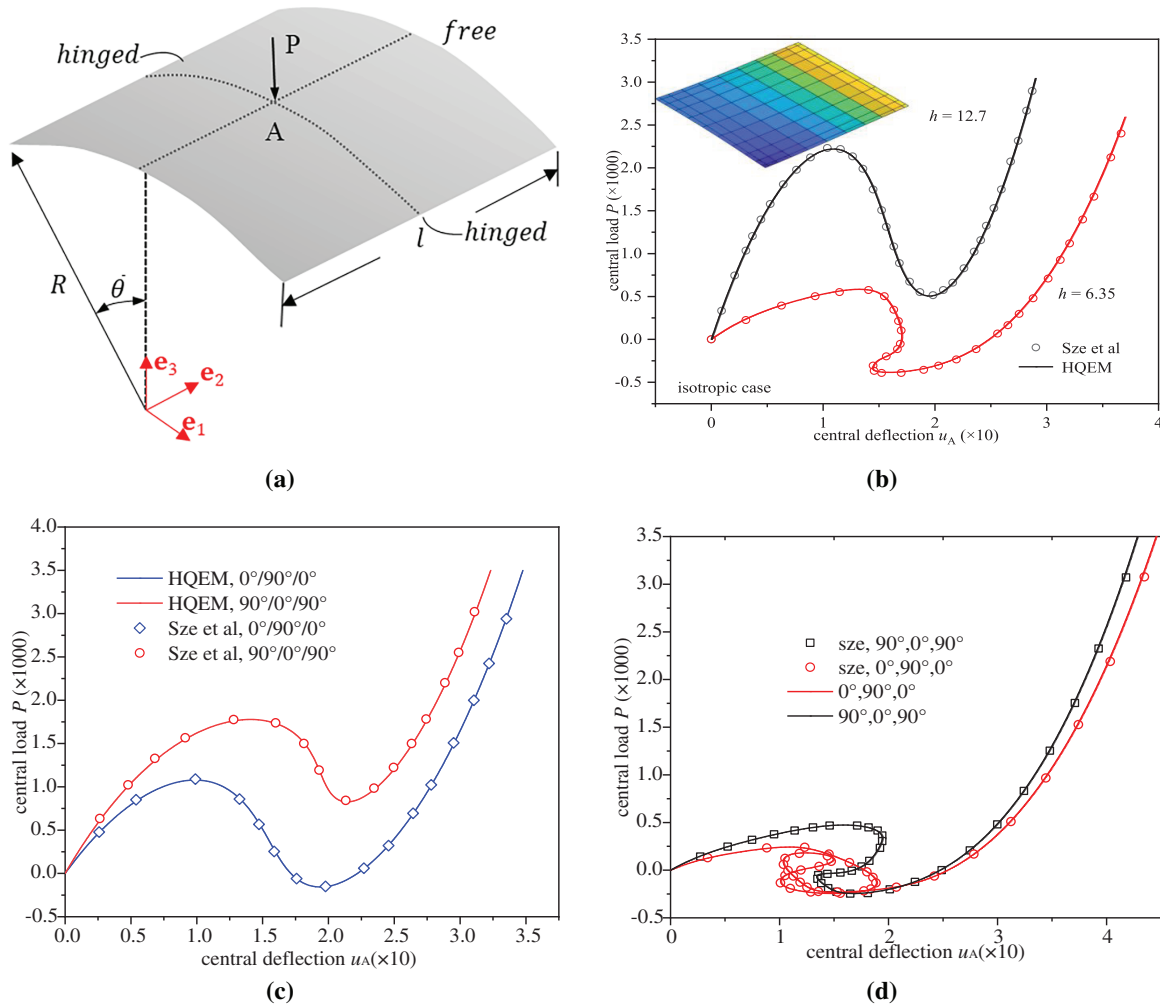 hinged
P
free
A
R
θ
l
hinged
e3
e2
e1
(a)
3.5
3.0
2.5
2.0
1.5
1.0
0.5
0.0
-0.5
central load P (×1000)
h = 12.7
h = 6.35
Sze et al
HQEM
isotropic case
0 1 2 3 4
central deflection uA (×10)
(b)
4.0
3.5
3.0
2.5
2.0
1.5
1.0
0.5
0.0
-0.5
central load P (×1000)
HQEM, 0°/90°/0°
HQEM, 90°/0°/90°
Sze et al, 0°/90°/0°
Sze et al, 90°/0°/90°
0.0 0.5 1.0 1.5 2.0 2.5 3.0 3.5
central deflection uA(×10)
(c)
3.5
3.0
2.5
2.0
1.5
1.0
0.5
0.0
-0.5
central load P (×1000)
sze, 90°,0°,90°
sze, 0°,90°,0°
0°,90°,0°
90°,0°,90°
0 1 2 3 4
central deflection uA(×10)
(d)